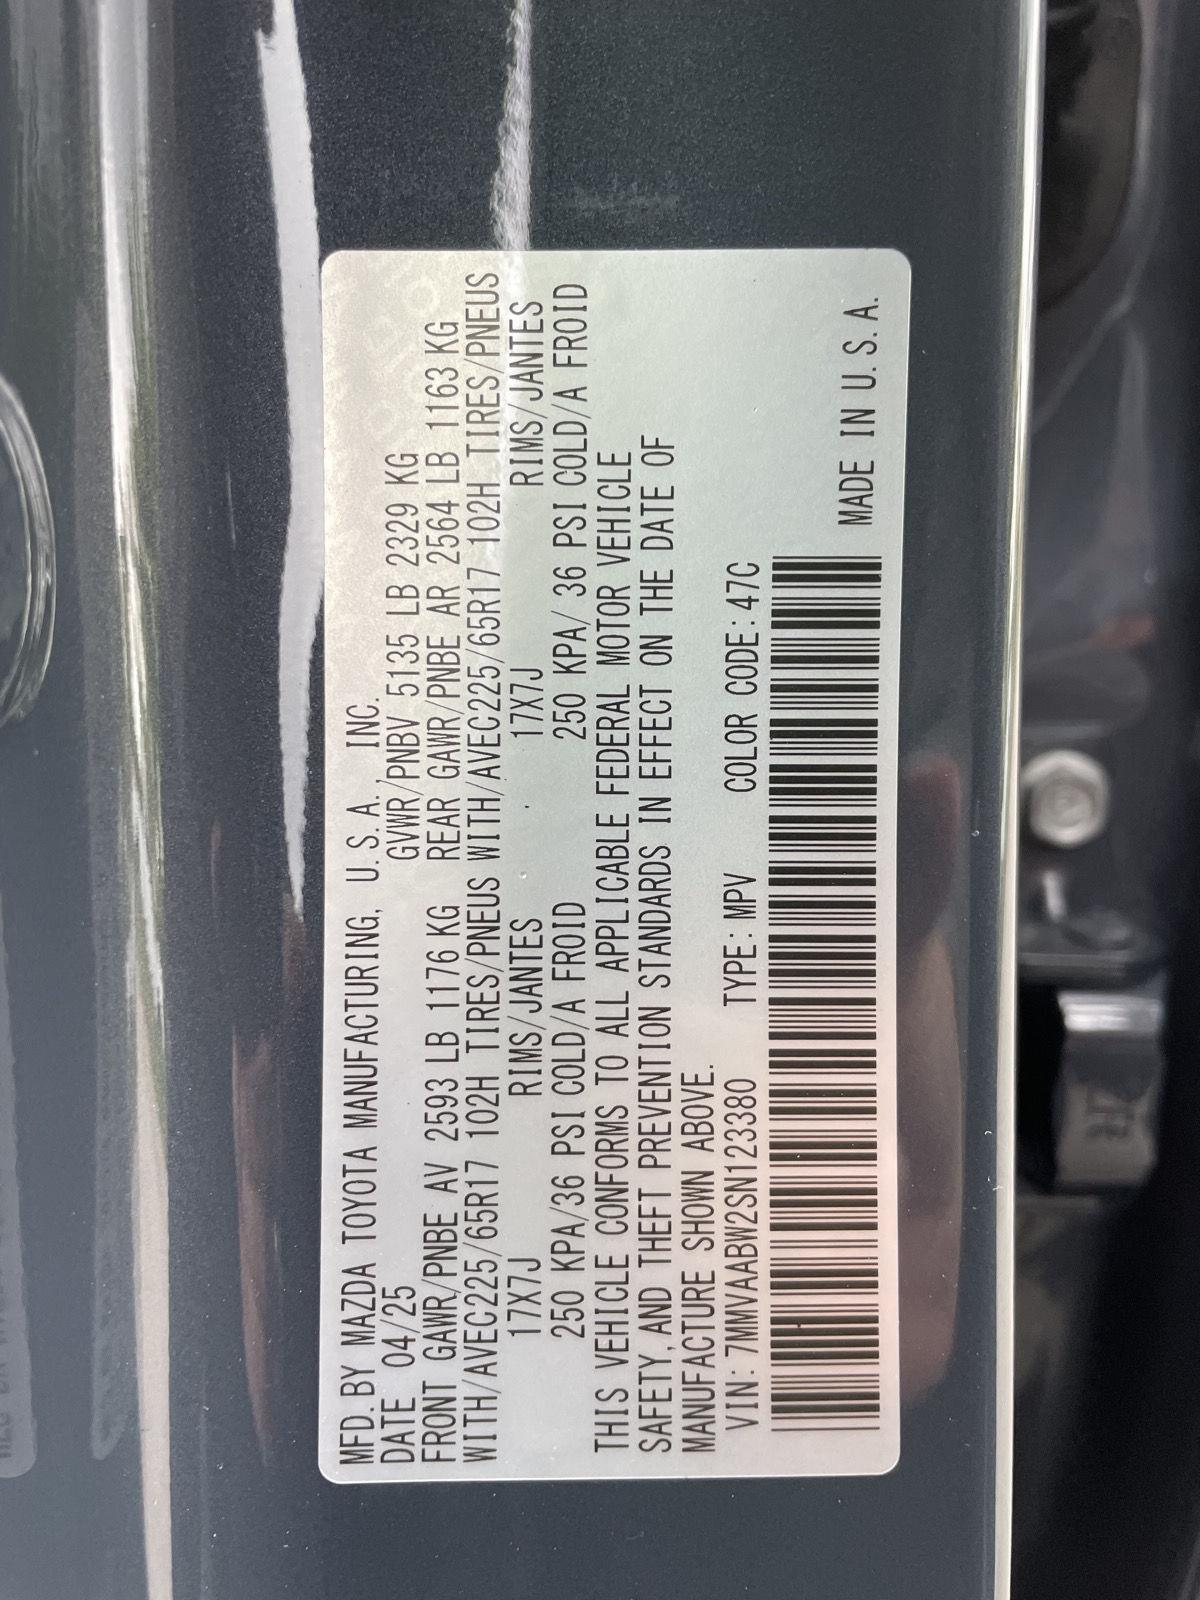 MFD.BY MAZDA TOYOTA MANUFACTURING, U.S.A. INC.
DATE 04/25 GVWR/PNBV 5135 LB 2329 KG
FRONT GAWR/PNBE AV 2593 LB 1176 KG REAR GAWR/PNBE AR 2564 LB 1163 KG
WITH/AVEC225/65R17 102H TIRES/PNEUS WITH/AVEC225/65R17 102H TIRES/PNEUS
17X7J RIMS/JANTES 17X7J RIMS/JANTES
250 KPA/36 PSI COLD/A FROID 250 KPA/ 36 PSI COLD/A FROID
THIS VEHICLE CONFORMS TO ALL APPLICABLE FEDERAL MOTOR VEHICLE
SAFETY, AND THEFT PREVENTION STANDARDS IN EFFECT ON THE DATE OF
MANUFACTURE SHOWN ABOVE.
VIN:7MMVAABW2SN123380 TYPE:MPV COLOR CODE:47C
MADE IN U.S.A.
2R